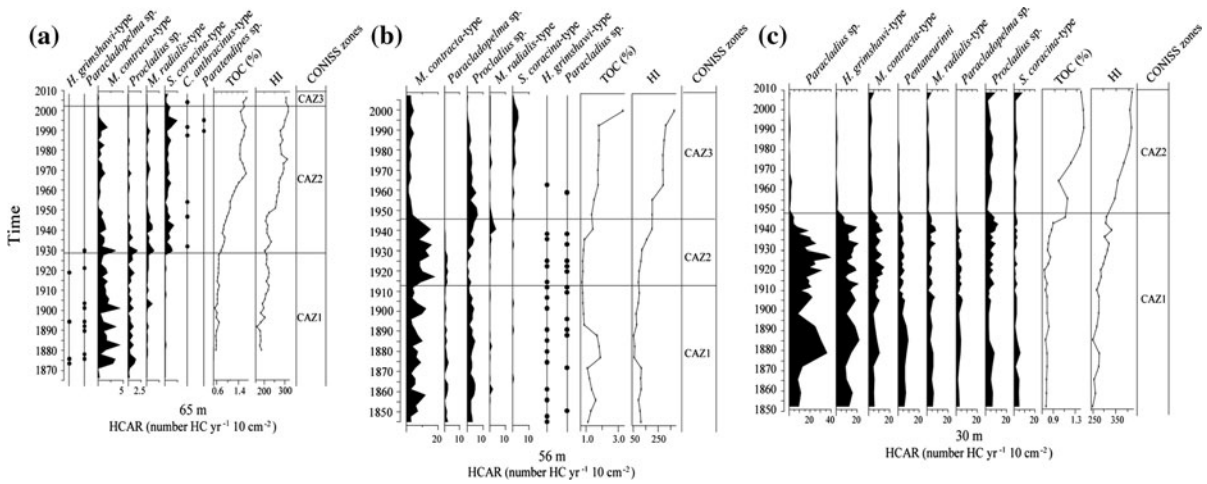 (a)
H. grimshawi-type
Paracladopelma sp.
M. contracta-type
Procladius sp.
M. radialis-type
S. coracina-type
C. anthracinus-type
Paratendipes sp.
TOC (%)
HI
CONISS zones
Time
2010
2000
1990
1980
1970
1960
1950
1940
1930
1920
1910
1900
1890
1880
1870
CAZ3
CAZ2
CAZ1
5
2.5
0.6
1.4
200
300
65 m
HCAR (number HC yr⁻¹ 10 cm⁻²)
(b)
M. contracta-type
Paracladopelma sp.
Procladius sp.
M. radialis-type
S. coracina-type
H. grimshawi-type
Paracladius sp.
TOC (%)
HI
CONISS zones
2000
1990
1980
1970
1960
1950
1940
1930
1920
1910
1900
1890
1880
1870
1860
1850
CAZ3
CAZ2
CAZ1
20
10
10
10
10
1.0
3.0
50
250
56 m
HCAR (number HC yr⁻¹ 10 cm⁻²)
(c)
Paracladius sp.
H. grimshawi-type
M. contracta-type
Pentaneurinni
M. radialis-type
Paracladopelma sp.
Procladius sp.
S. coracina-type
TOC (%)
HI
CONISS zones
2010
2000
1990
1980
1970
1960
1950
1940
1930
1920
1910
1900
1890
1880
1870
1860
1850
CAZ2
CAZ1
20
40
20
20
20
20
20
20
20
0.9
1.3
250
350
30 m
HCAR (number HC yr⁻¹ 10 cm⁻²)